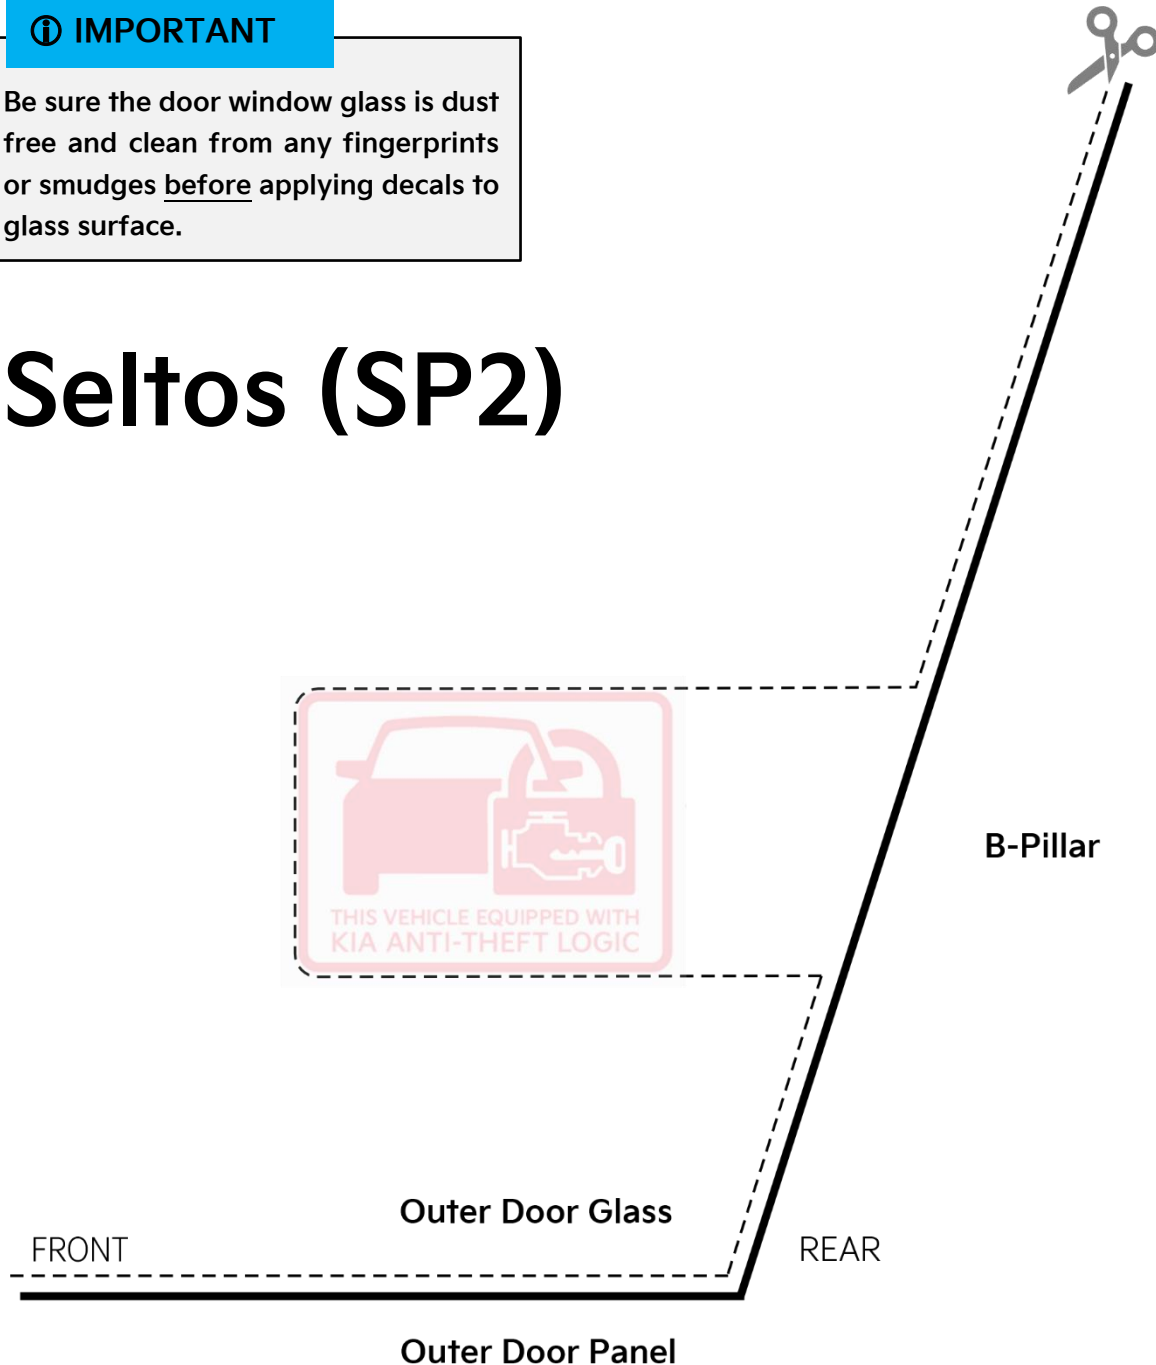 IMPORTANT
Be sure the door window glass is dust
free and clean from any fingerprints
or smudges before applying decals to
glass surface.
Seltos (SP2)
THIS VEHICLE EQUIPPED WITH
KIA ANTI-THEFT LOGIC
B-Pillar
Outer Door Glass
FRONT
REAR
Outer Door Panel